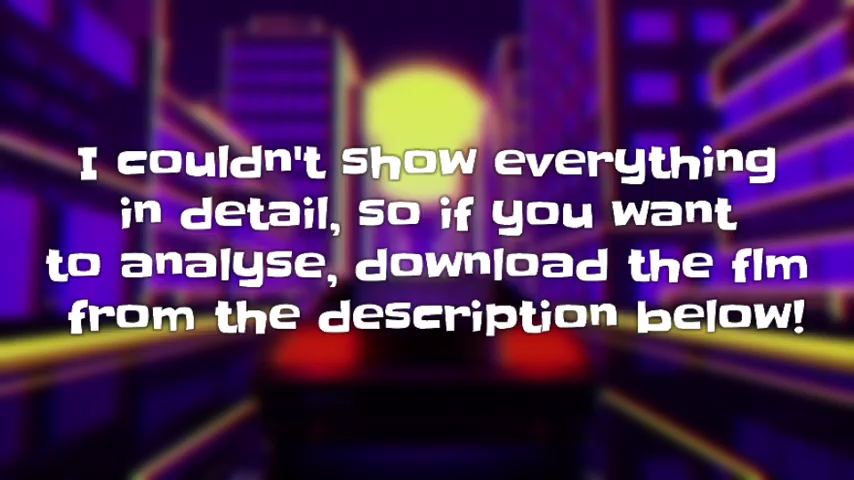 I couldn't show everything
in detail, so if you want
to analyse, download the flm
from the description below!